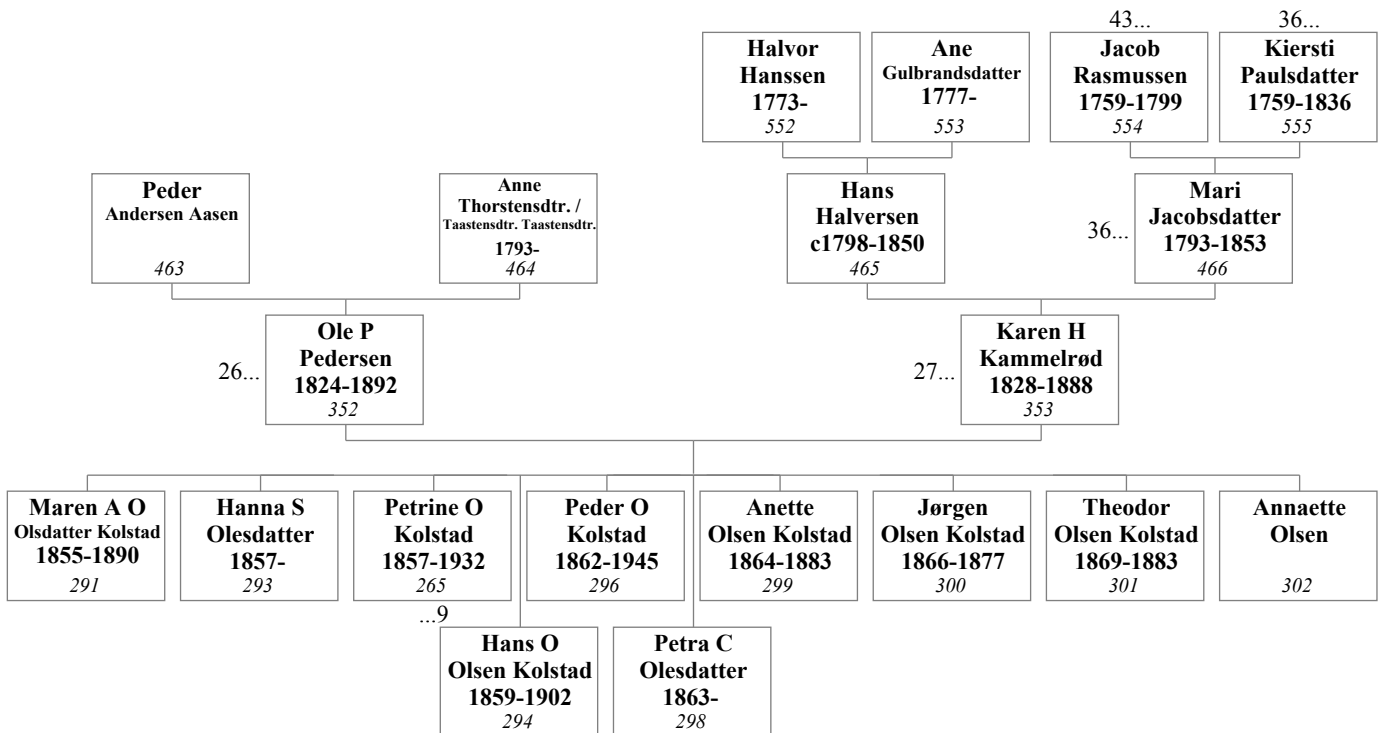 43...
36...
Halvor
Hanssen
1773-
552
Ane
Gulbrandsdatter
1777-
553
Jacob
Rasmussen
1759-1799
554
Kiersti
Paulsdatter
1759-1836
555
Peder
Andersen Aasen
463
Anne
Thorstensdtr. /
Taastensdtr. Taastensdtr.
1793-
464
Hans
Halversen
c1798-1850
465
36...
Mari
Jacobsdatter
1793-1853
466
26...
Ole P
Pedersen
1824-1892
352
27...
Karen H
Kammelrød
1828-1888
353
Maren A O
Olsdatter Kolstad
1855-1890
291
Hanna S
Olesdatter
1857-
293
Petrine O
Kolstad
1857-1932
265
...9
Peder O
Kolstad
1862-1945
296
Anette
Olsen Kolstad
1864-1883
299
Jørgen
Olsen Kolstad
1866-1877
300
Theodor
Olsen Kolstad
1869-1883
301
Annaette
Olsen
302
Hans O
Olsen Kolstad
1859-1902
294
Petra C
Olesdatter
1863-
298